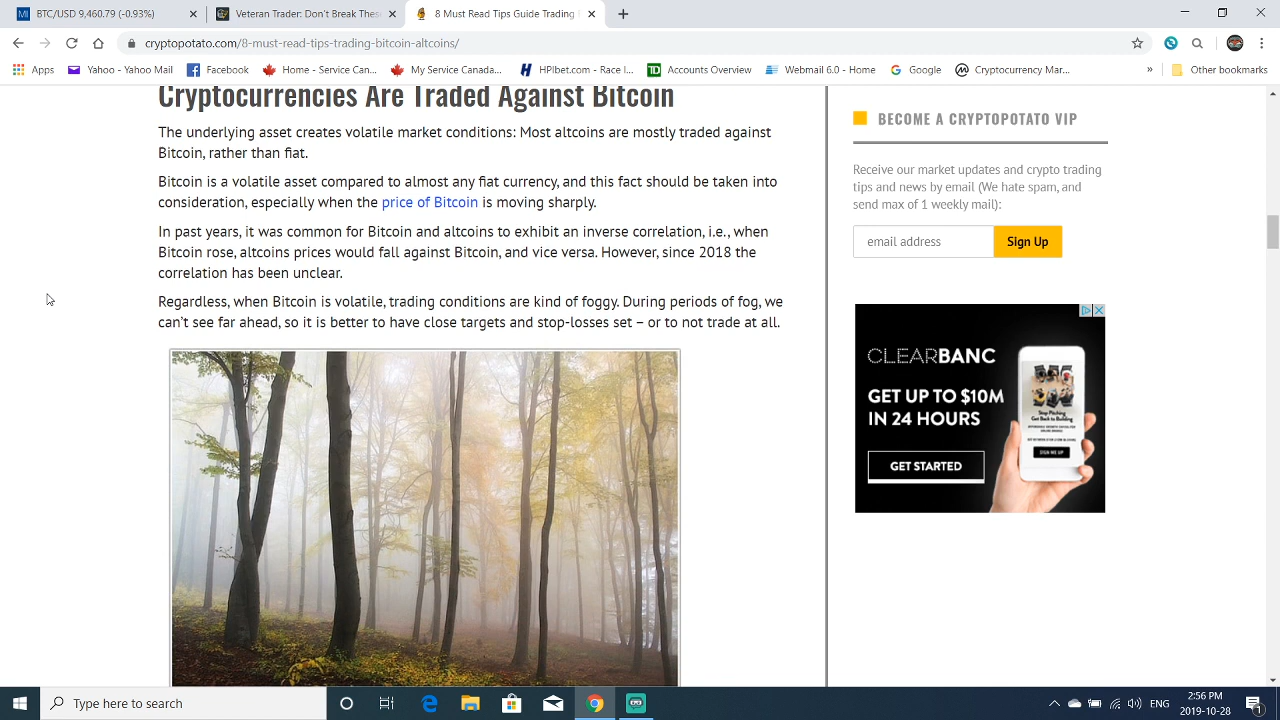 BTC/USD 9,460.79 (-0.93%)
Veteran Trader: Don't Break These
8 Must Read Tips Guide Trading
cryptopotato.com/8-must-read-tips-trading-bitcoin-altcoins/
Apps
Yahoo - Yahoo Mail
Facebook
Home - Service Can...
My Service Canada...
HPIbet.com - Race I...
Accounts Overview
Webmail 6.0 - Home
Google
Cryptocurrency Mar...
»
Other bookmarks
Cryptocurrencies Are Traded Against Bitcoin
The underlying asset creates volatile market conditions: Most altcoins are mostly traded against
Bitcoin, rather than fiat.
Bitcoin is a volatile asset compared to almost any fiat currency, and this fact should be taken into
consideration, especially when the price of Bitcoin is moving sharply.
In past years, it was common for Bitcoin and altcoins to exhibit an inverse correlation, i.e., when
Bitcoin rose, altcoins prices would fall against Bitcoin, and vice versa. However, since 2018 the
correlation has been unclear.
Regardless, when Bitcoin is volatile, trading conditions are kind of foggy. During periods of fog, we
can't see far ahead, so it is better to have close targets and stop-losses set – or to not trade at all.
BECOME A CRYPTOPOTATO VIP
Receive our market updates and crypto trading
tips and news by email (We hate spam, and
send max of 1 weekly mail):
email address
Sign Up
CLEARBANC
GET UP TO $10M
IN 24 HOURS
GET STARTED
Stop Pitching
Get Back to Building
SIGN ME UP
Type here to search
ENG
2:56 PM
2019-10-28